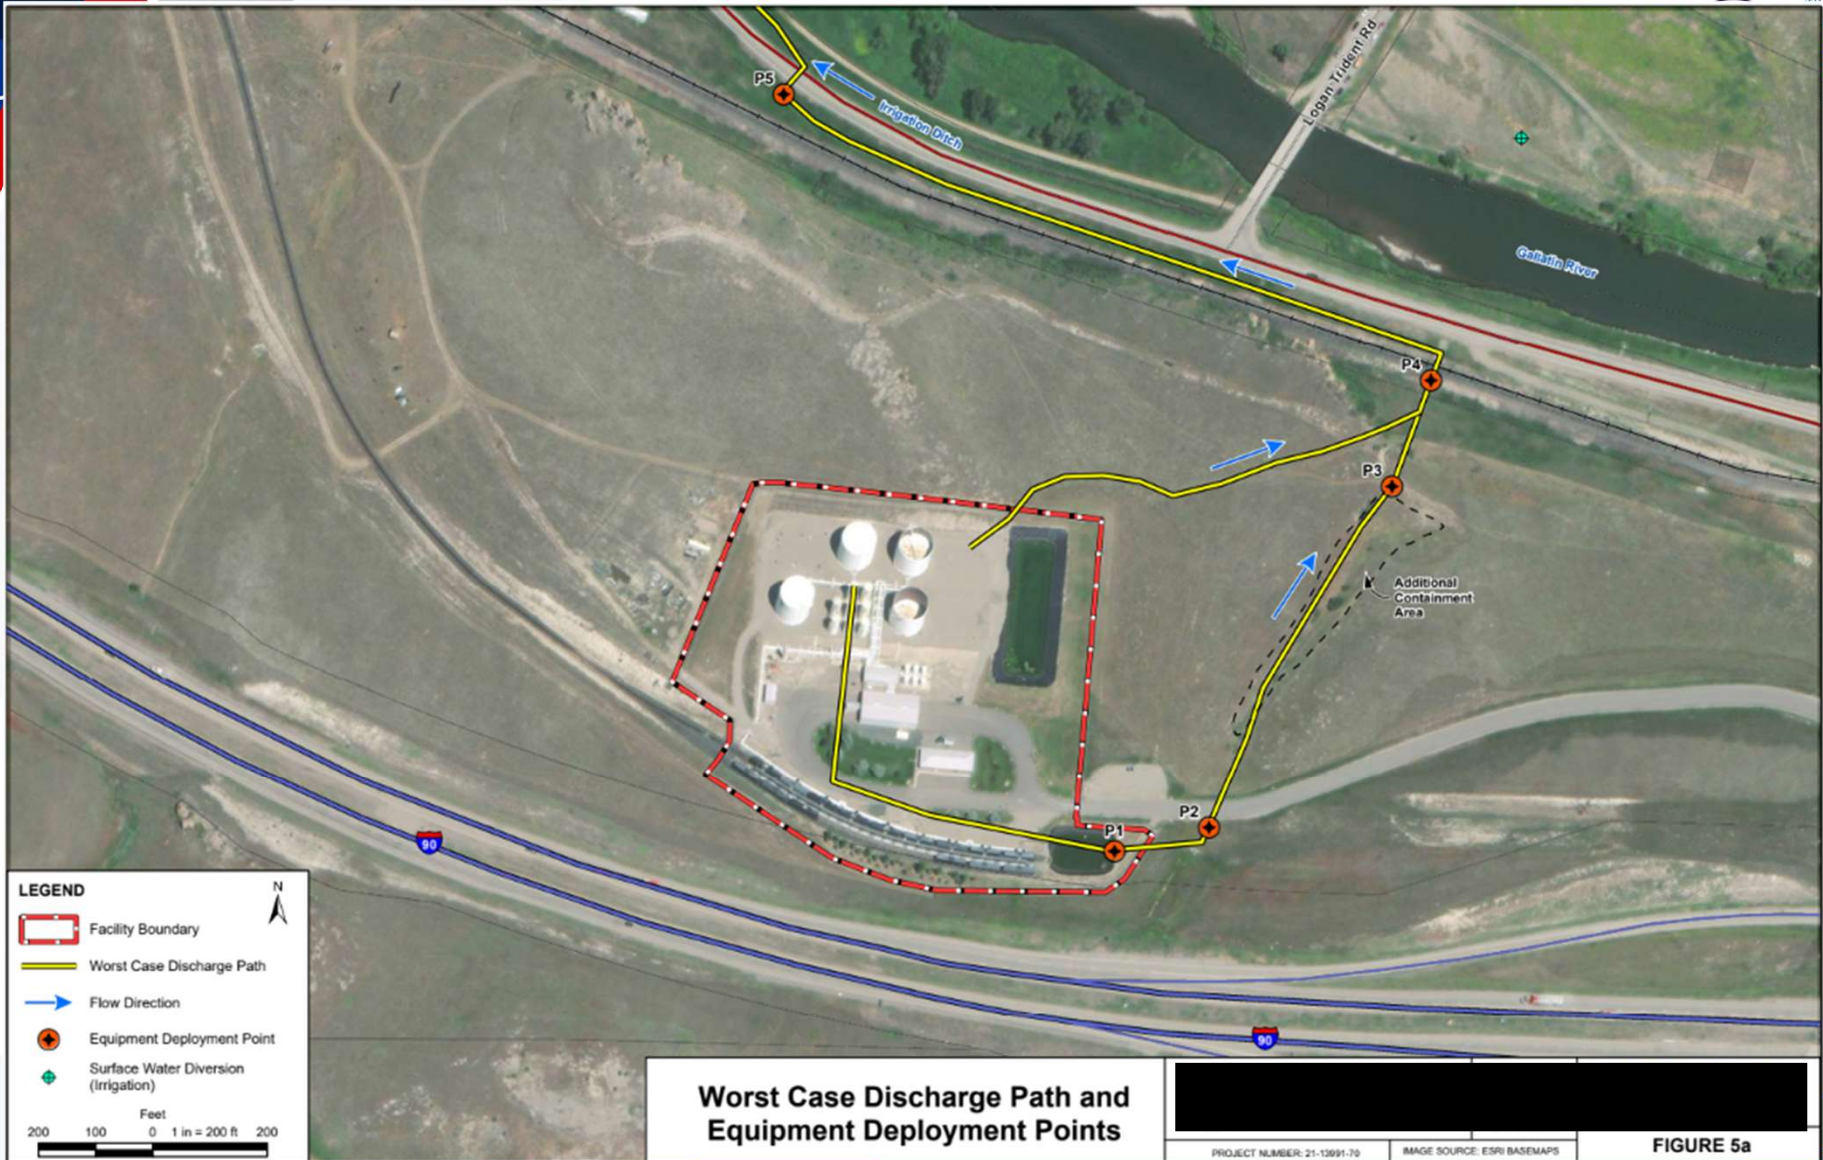 Logan Trident Rd
P5
Irrigation Ditch
Gallatin River
P4
P3
Additional
Containment
Area
P2
P1
90
90
LEGEND
N
Facility Boundary
Worst Case Discharge Path
Flow Direction
Equipment Deployment Point
Surface Water Diversion
(Irrigation)
Feet
200 100 0 1 in = 200 ft 200
Worst Case Discharge Path and
Equipment Deployment Points
PROJECT NUMBER: 21-13991-70
IMAGE SOURCE: ESRI BASEMAPS
FIGURE 5a